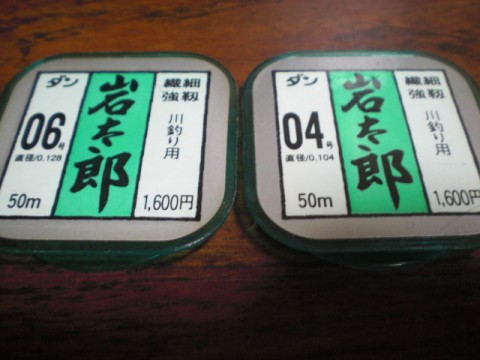 ダン
岩太郎
繊細
強靱
川釣り用
06号
直径/0.128
50m
1,600円
ダン
岩太郎
繊細
強靱
川釣り用
04号
直径/0.104
50m
1,600円